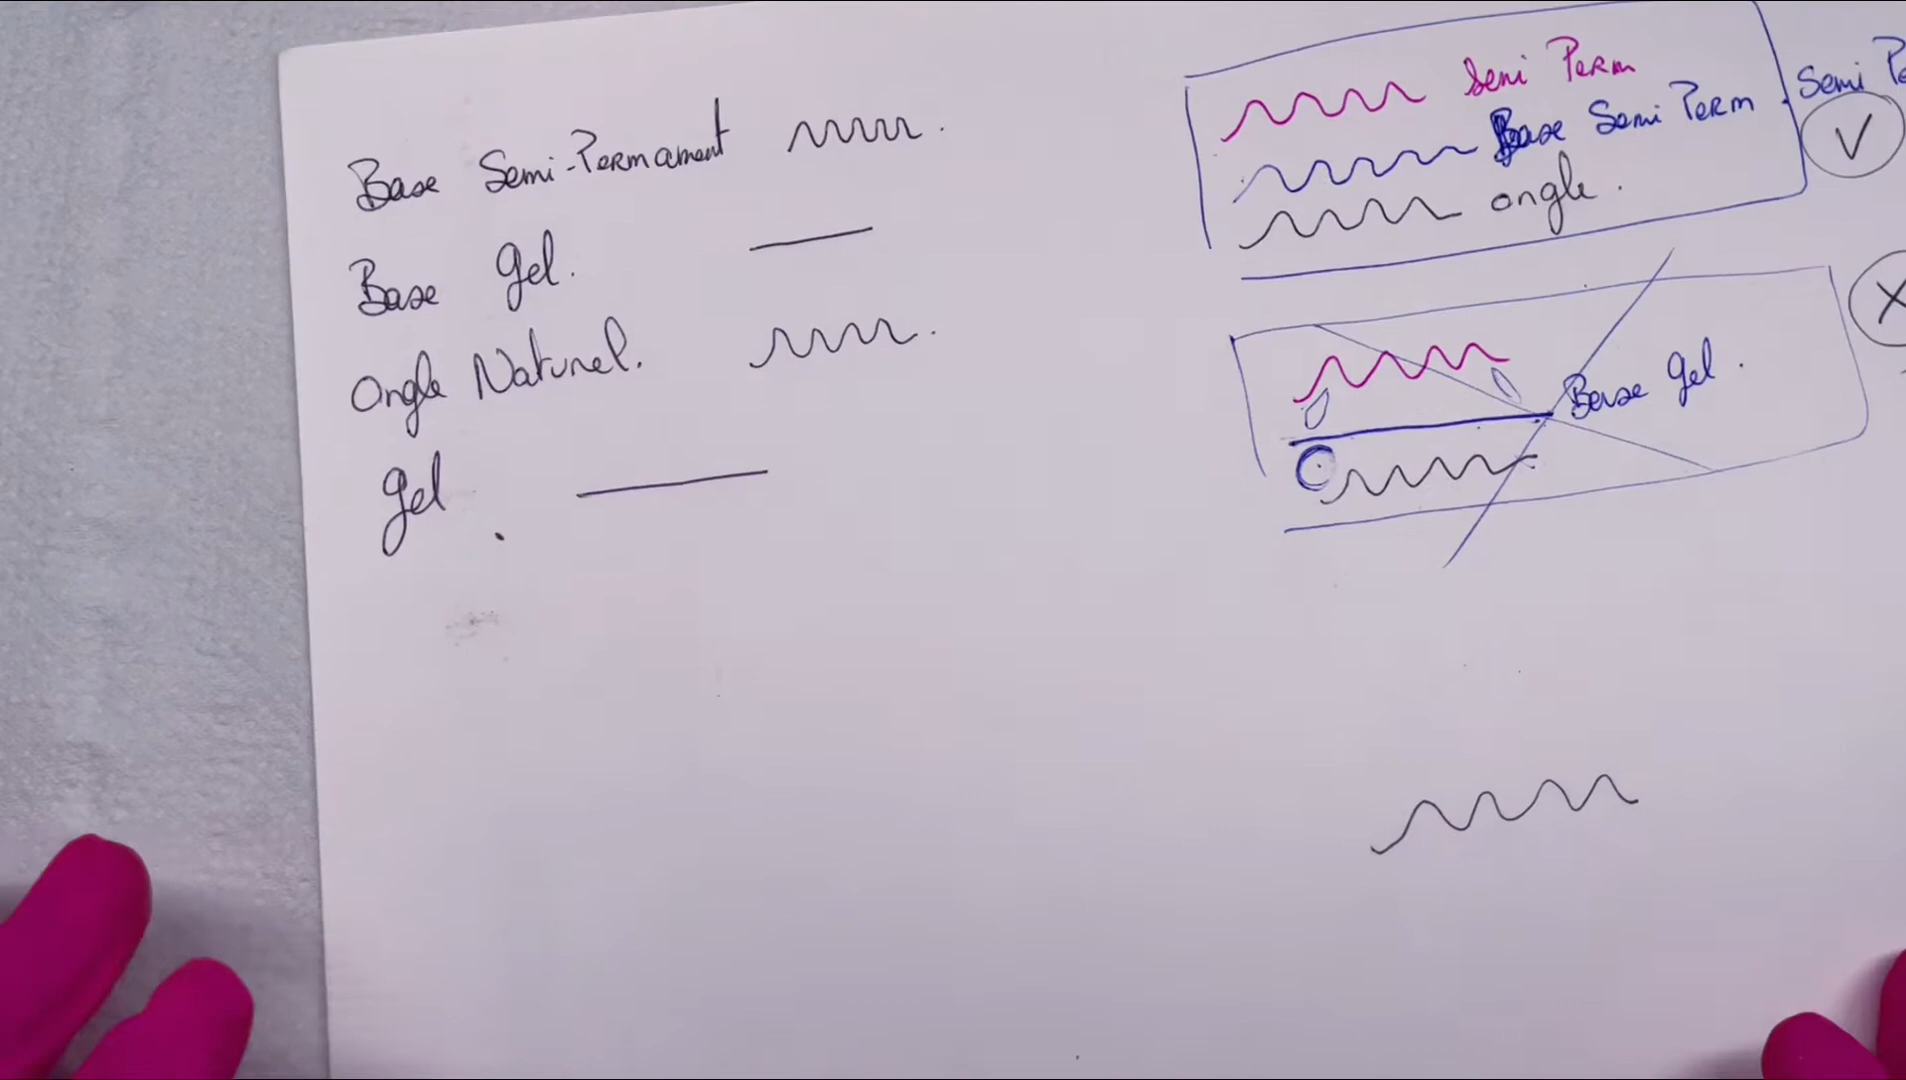 Base Semi-Permament
Base gel.
Ongle Naturel.
gel
Semi Perm
Base Semi Perm
ongle.
Semi
V
Base gel.
X